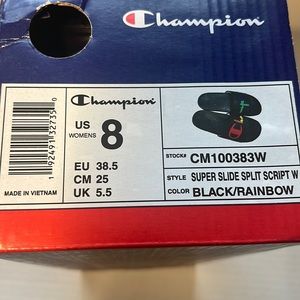 Champion
Champion
US
WOMENS
8
EU 38.5
CM 25
UK 5.5
MADE IN VIETNAM
STOCK# CM100383W
STYLE SUPER SLIDE SPLIT SCRIPT W
COLOR BLACK/RAINBOW